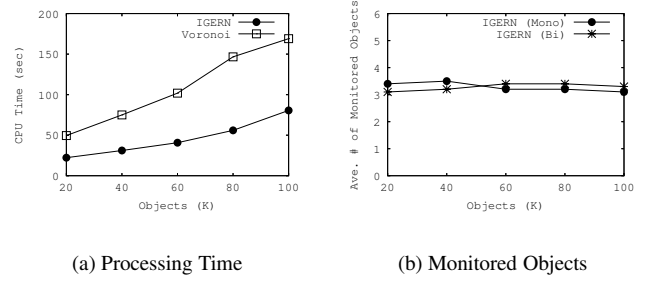 200
150
100
50
0
20 40 60 80 100
CPU Time (sec)
Objects (K)
IGERN
Voronoi
(a) Processing Time
6
5
4
3
2
1
0
20 40 60 80 100
Ave. # of Monitored Objects
Objects (K)
IGERN (Mono)
IGERN (Bi)
(b) Monitored Objects